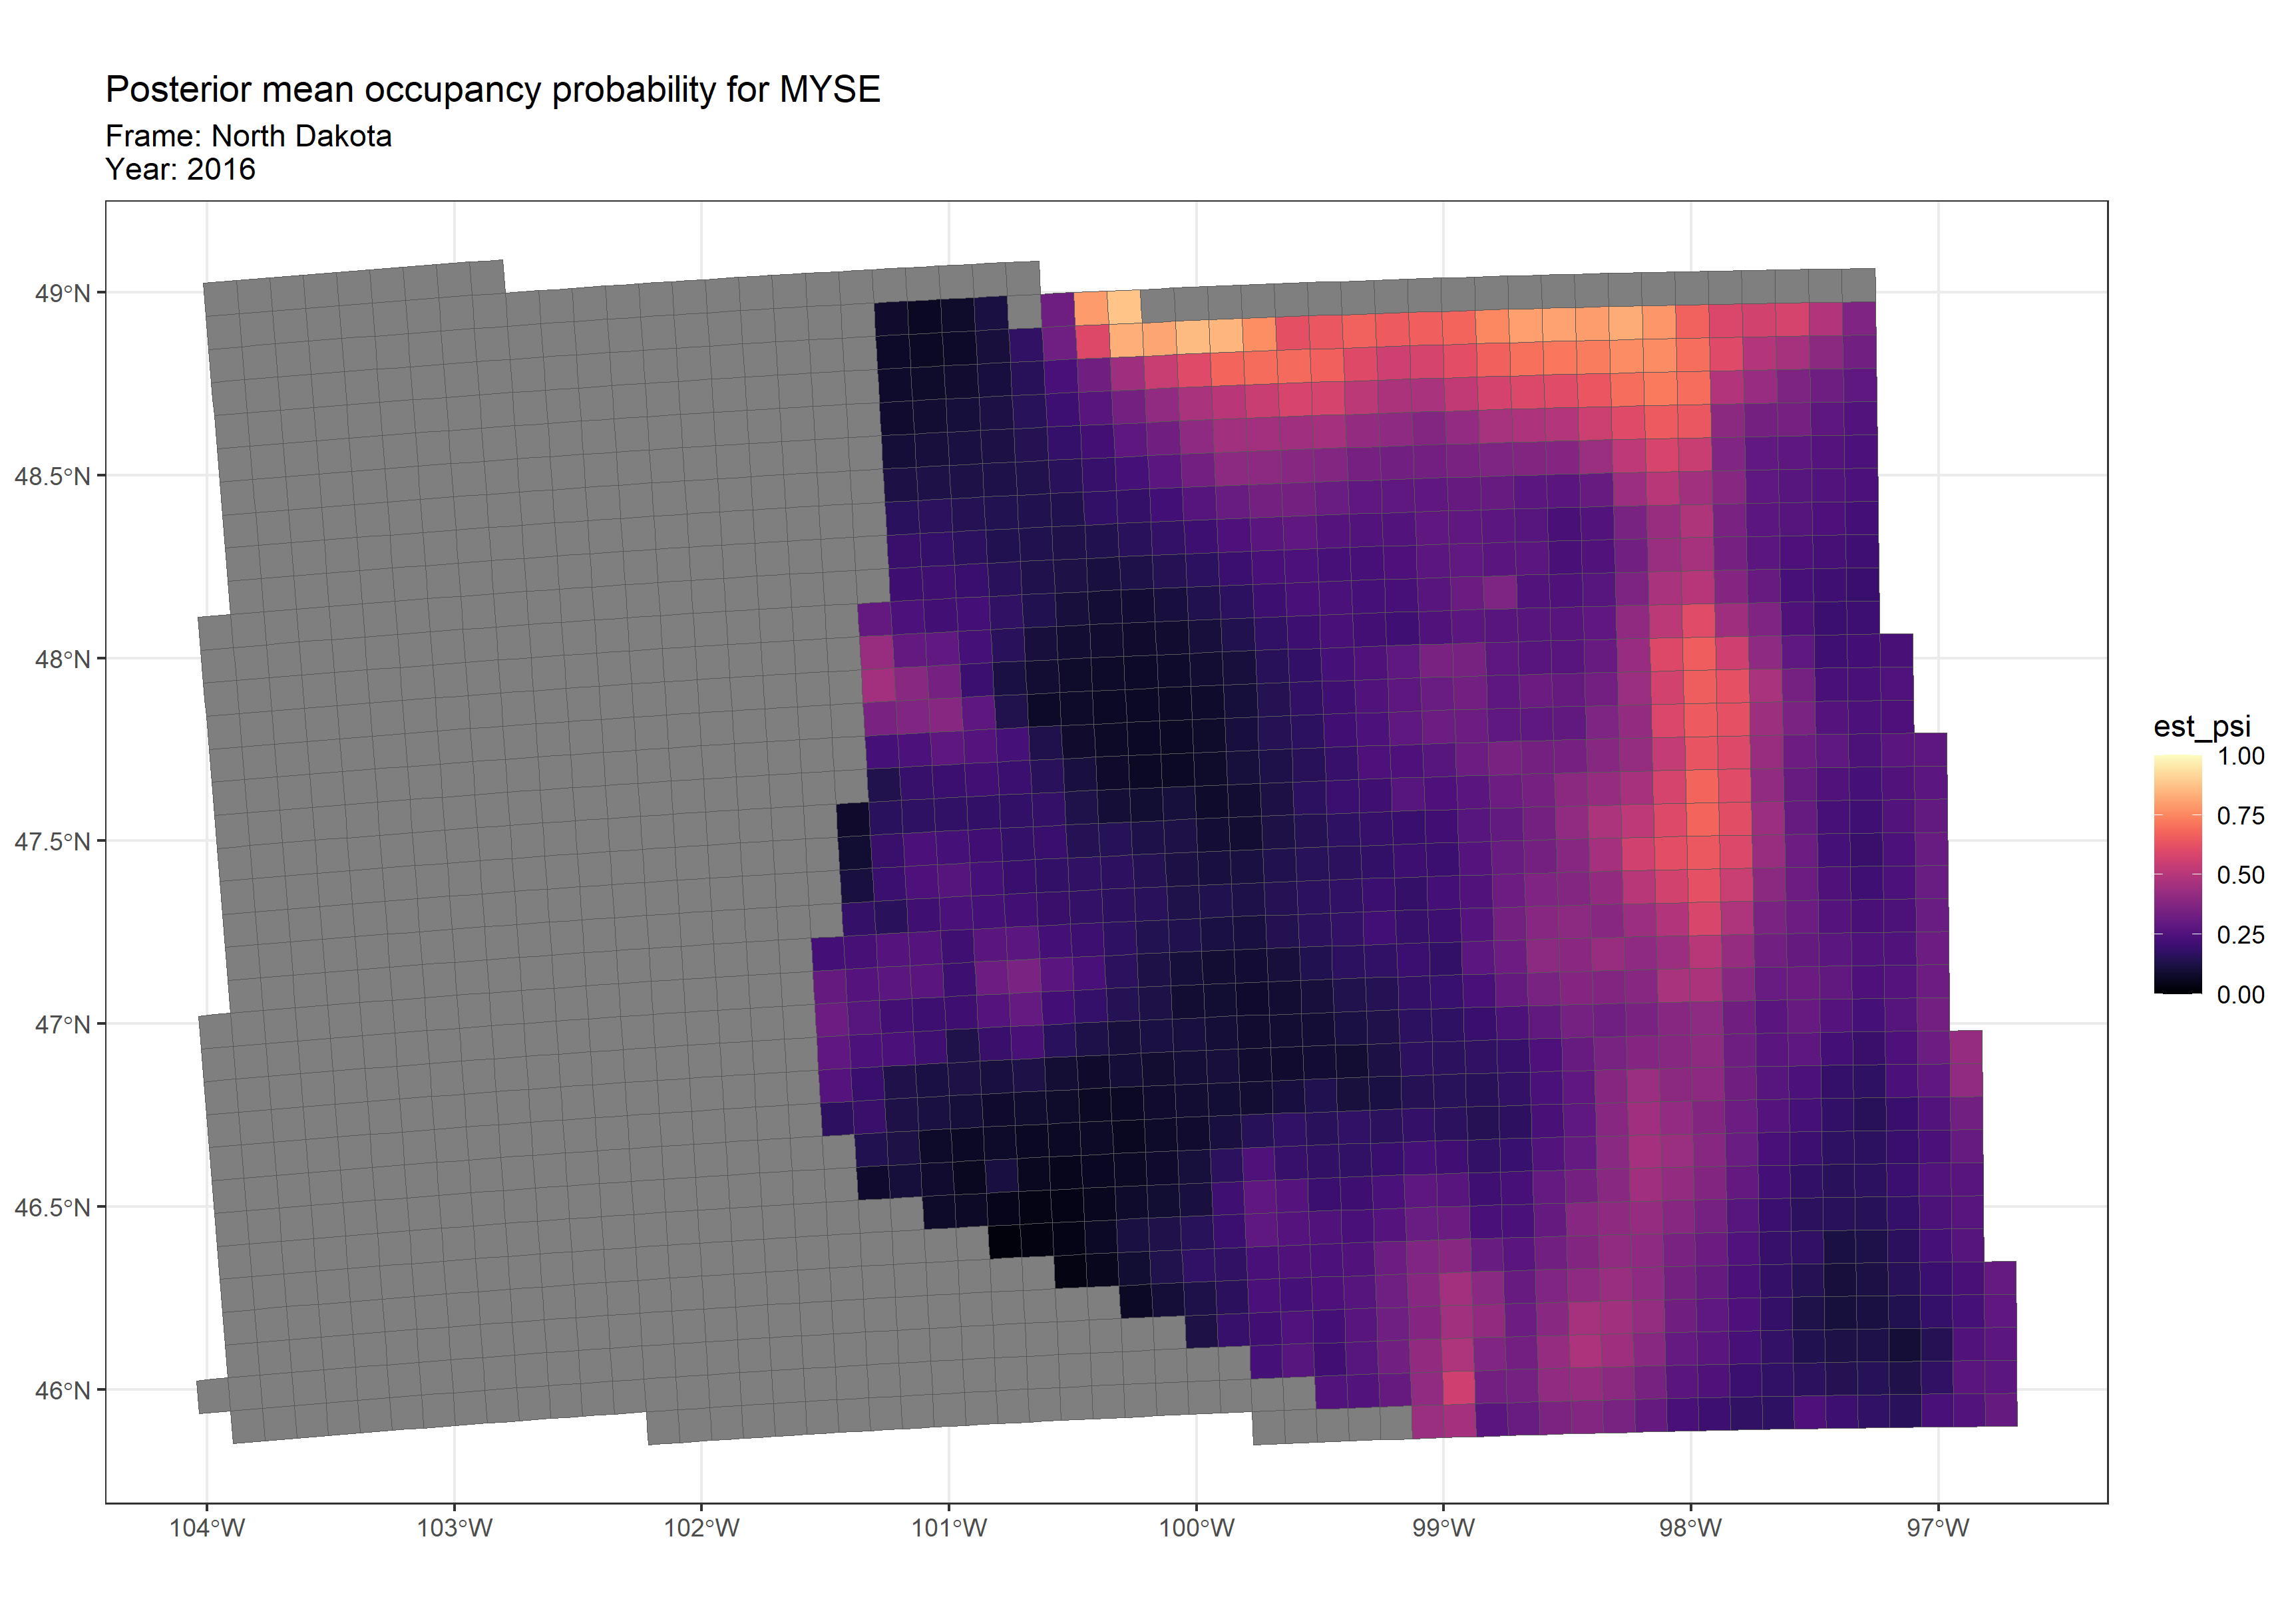 Posterior mean occupancy probability for MYSE
Frame: North Dakota
Year: 2016
49°N
48.5°N
48°N
47.5°N
47°N
46.5°N
46°N
104°W
103°W
102°W
101°W
100°W
99°W
98°W
97°W
est_psi
1.00
0.75
0.50
0.25
0.00